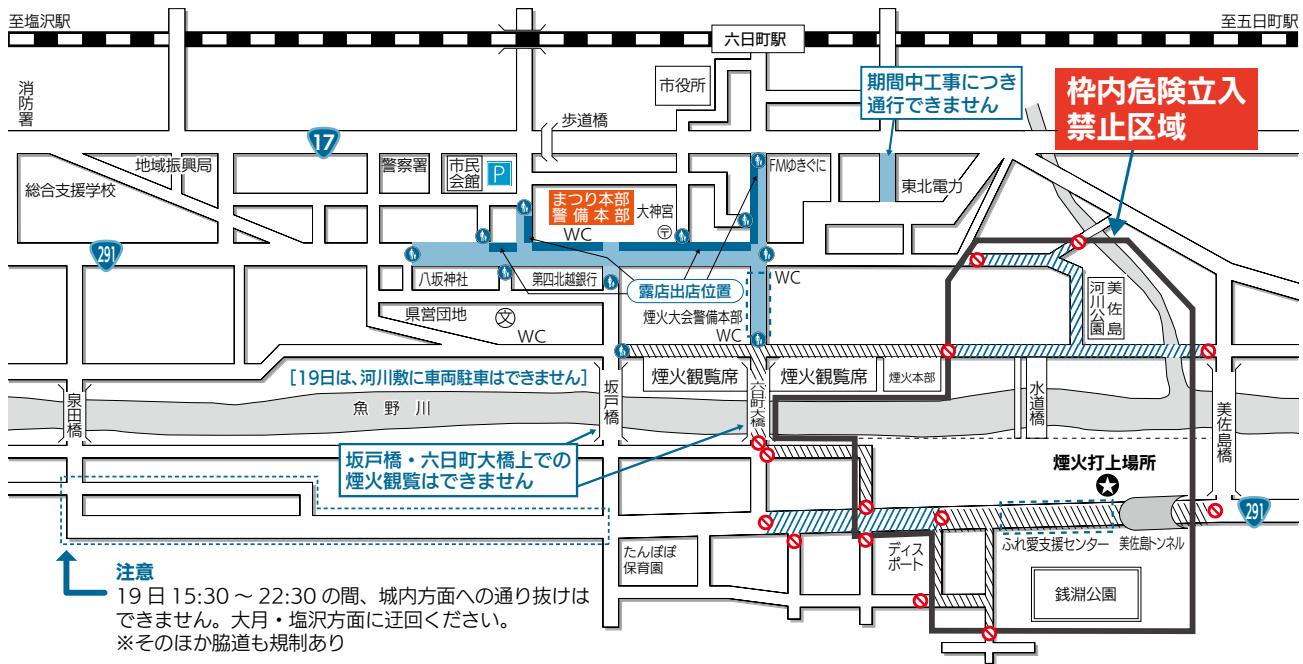 至塩沢駅
至五日町駅
六日町駅
消防署
市役所
期間中工事につき
通行できません
枠内危険立入
禁止区域
歩道橋
17
地域振興局
警察署
市民
会館
P
FMゆきぐに
総合支援学校
東北電力
まつり本部
警備本部
大神宮
WC
〒
291
八坂神社
第四北越銀行
露店出店位置
WC
美佐島
河川公園
県営団地
文
WC
煙火大会警備本部
WC
[19日は、河川敷に車両駐車はできません]
煙火観覧席
煙火観覧席
煙火本部
泉田橋
魚野川
坂戸橋
六日町大橋
水道橋
美佐島橋
坂戸橋・六日町大橋上での
煙火観覧はできません
煙火打上場所
291
たんぽぽ
保育園
ディス
ポート
ふれ愛支援センター
美佐島トンネル
銭淵公園
注意
19日15:30～22:30の間、城内方面への通り抜けは
できません。大月・塩沢方面に迂回ください。
※そのほか脇道も規制あり